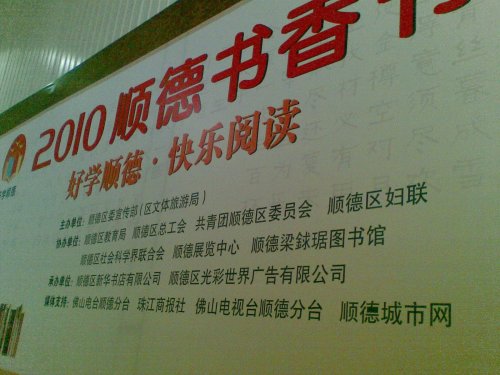 2010顺德书香
好学顺德·快乐阅读
主办单位：顺德区委宣传部（区文体旅游局）
协办单位：顺德区教育局 顺德区总工会 共青团顺德区委员会 顺德区妇联
顺德区社会科学界联合会 顺德展览中心 顺德梁銶琚图书馆
承办单位：顺德区新华书店有限公司 顺德区光彩世界广告有限公司
媒体支持：佛山电台顺德分台 珠江商报社 佛山电视台顺德分台 顺德城市网